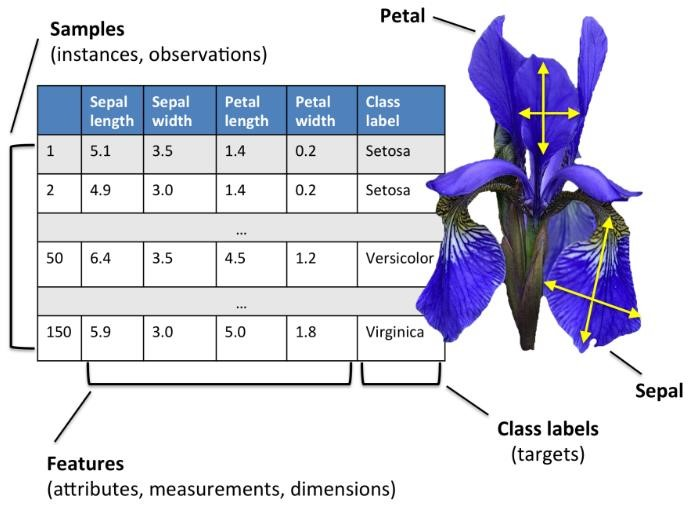 Samples
(instances, observations)
Petal
Sepal length Sepal width Petal length Petal width Class label
1 5.1 3.5 1.4 0.2 Setosa
2 4.9 3.0 1.4 0.2 Setosa
...
50 6.4 3.5 4.5 1.2 Versicolor
...
150 5.9 3.0 5.0 1.8 Virginica
Sepal
Class labels
(targets)
Features
(attributes, measurements, dimensions)